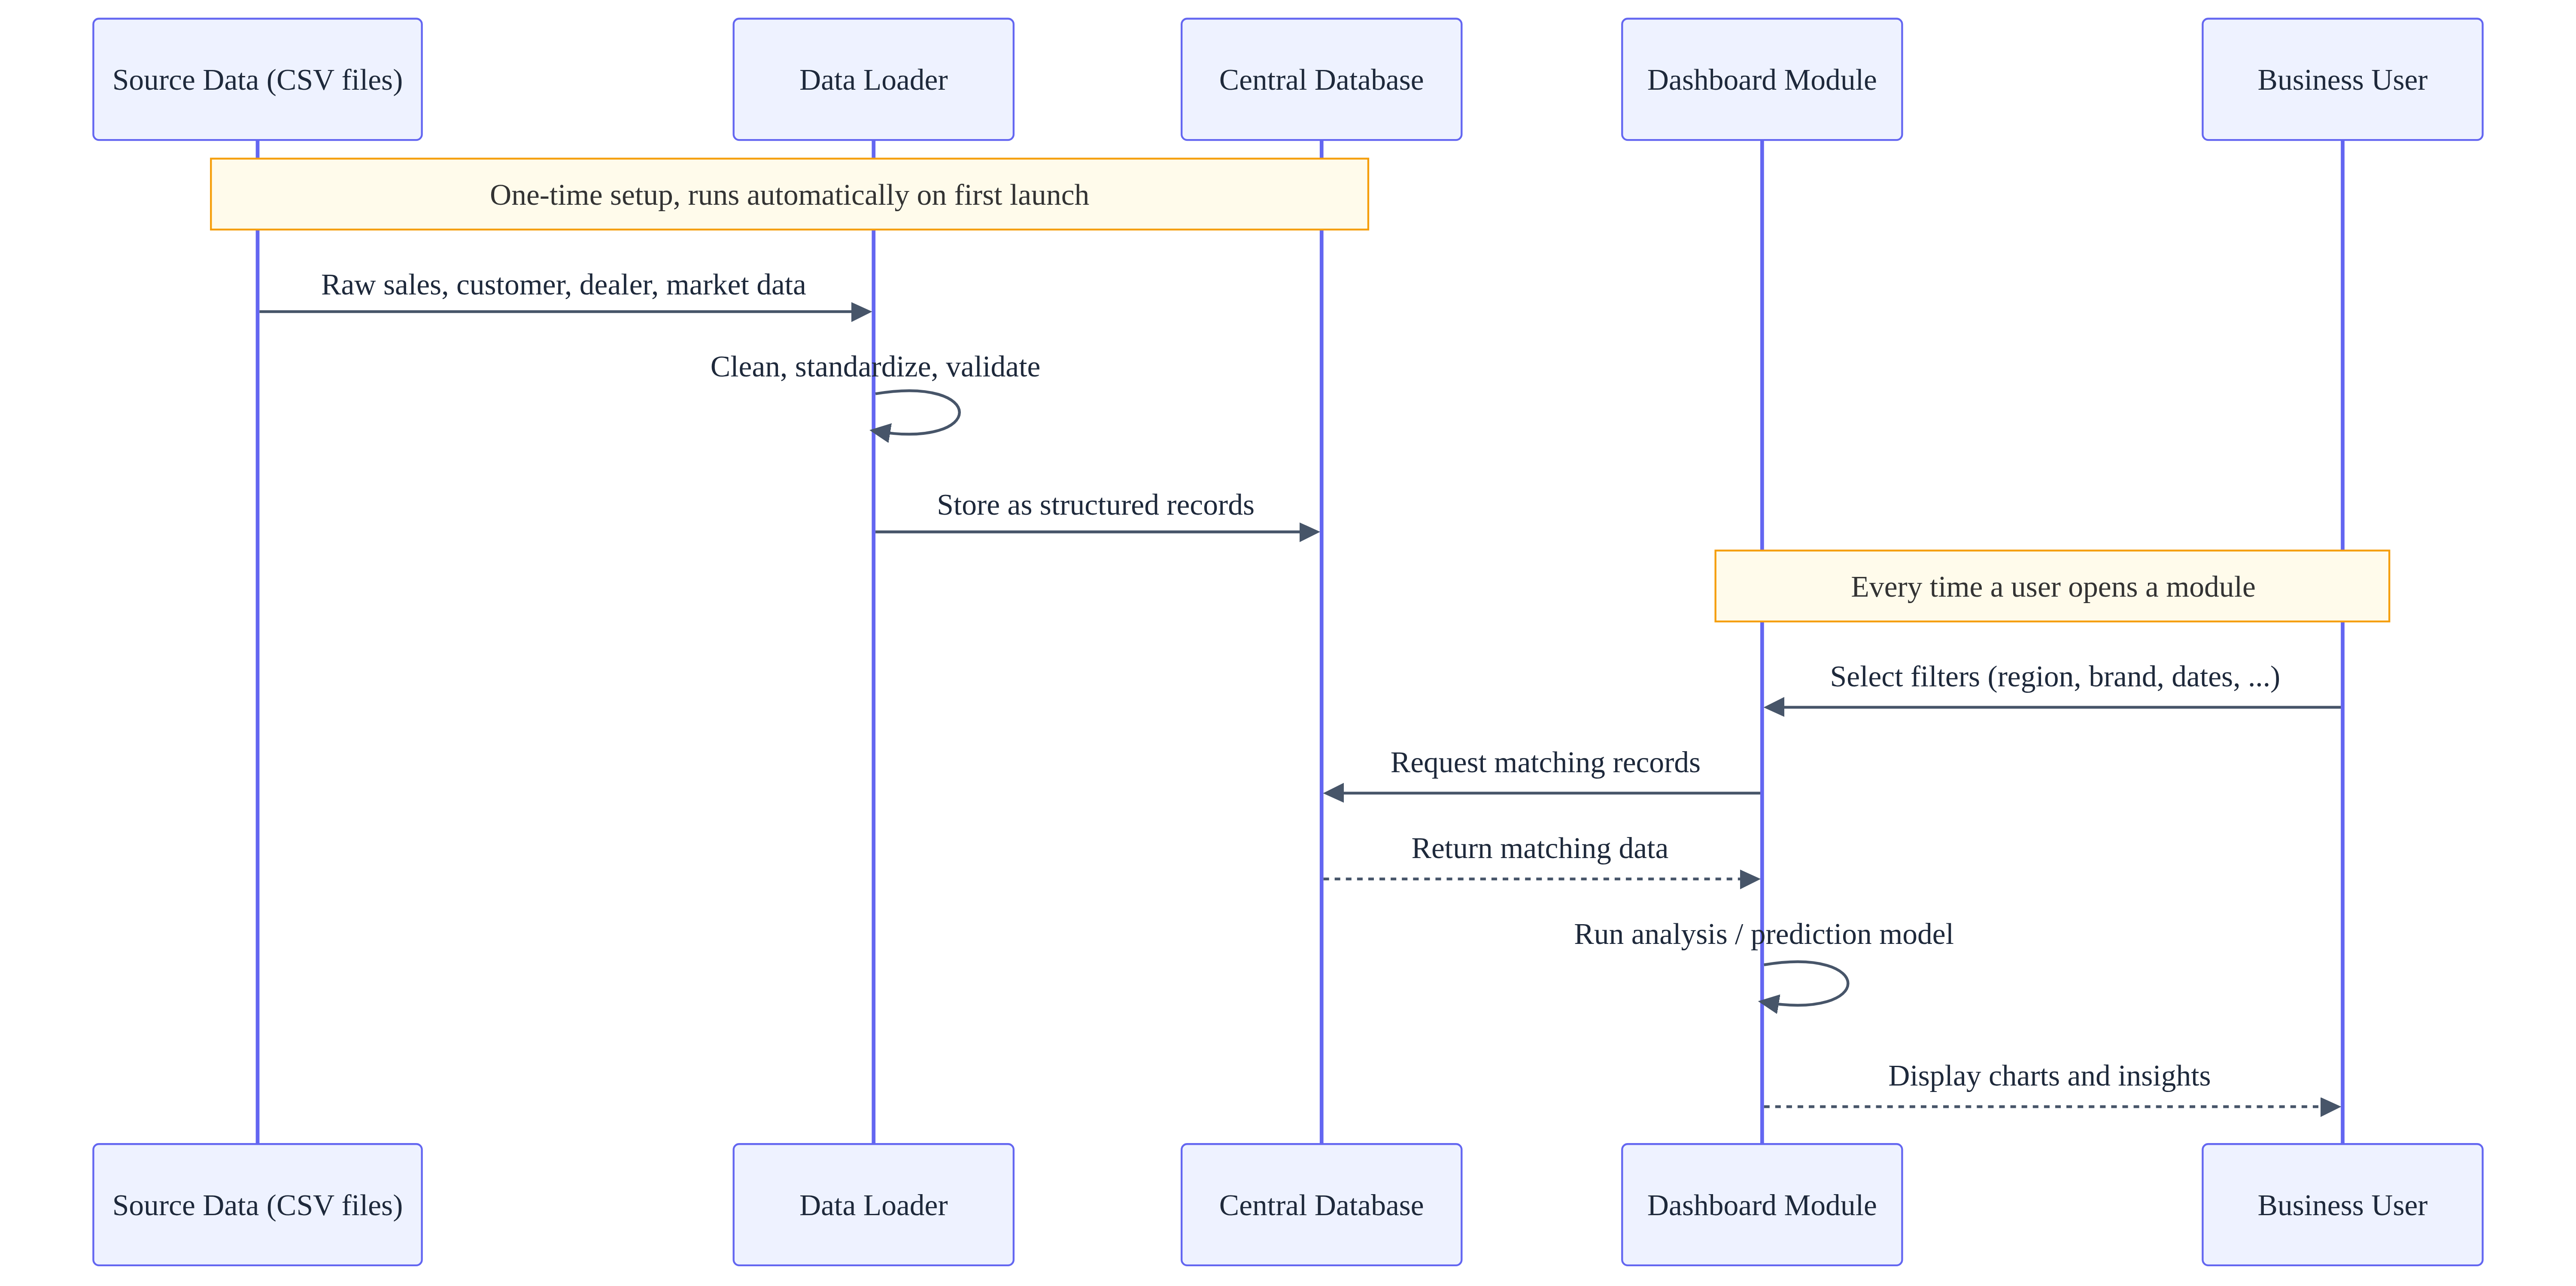 Source Data (CSV files)
Data Loader
Central Database
Dashboard Module
Business User
One-time setup, runs automatically on first launch
Raw sales, customer, dealer, market data
Clean, standardize, validate
Store as structured records
Every time a user opens a module
Select filters (region, brand, dates, ...)
Request matching records
Return matching data
Run analysis / prediction model
Display charts and insights
Source Data (CSV files)
Data Loader
Central Database
Dashboard Module
Business User